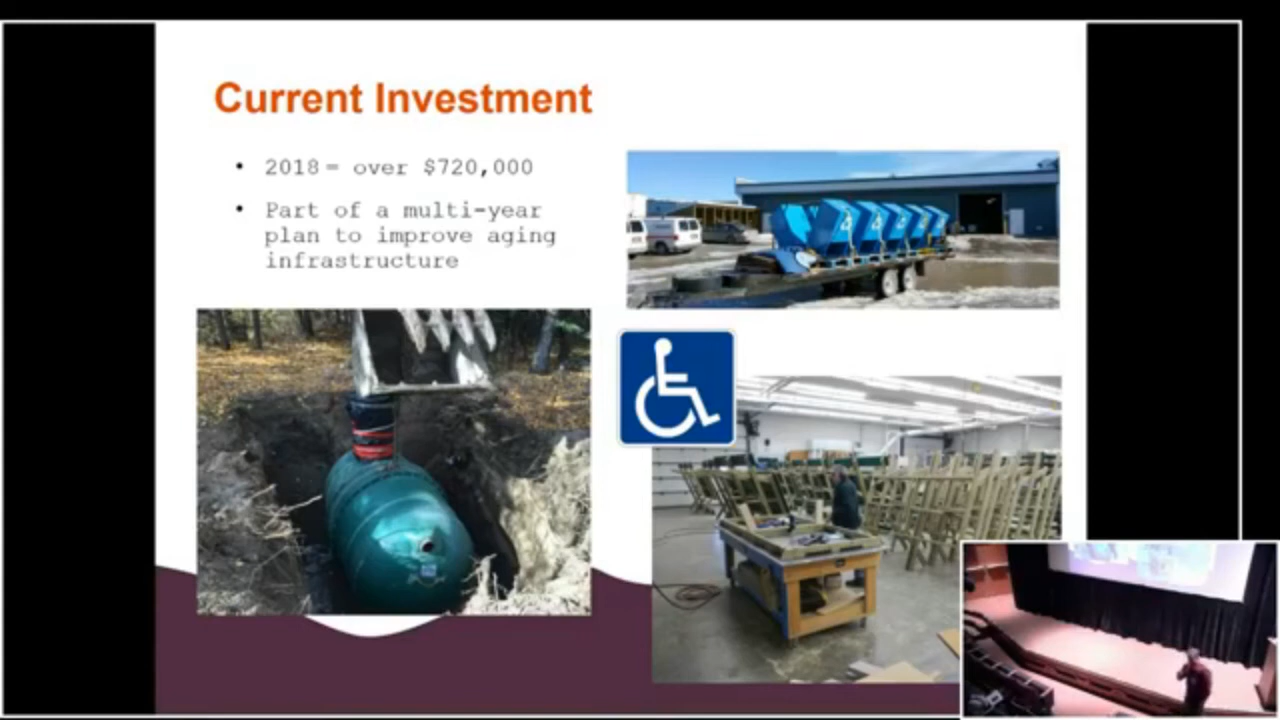 Current Investment
• 2018 = over $720,000
• Part of a multi-year
plan to improve aging
infrastructure